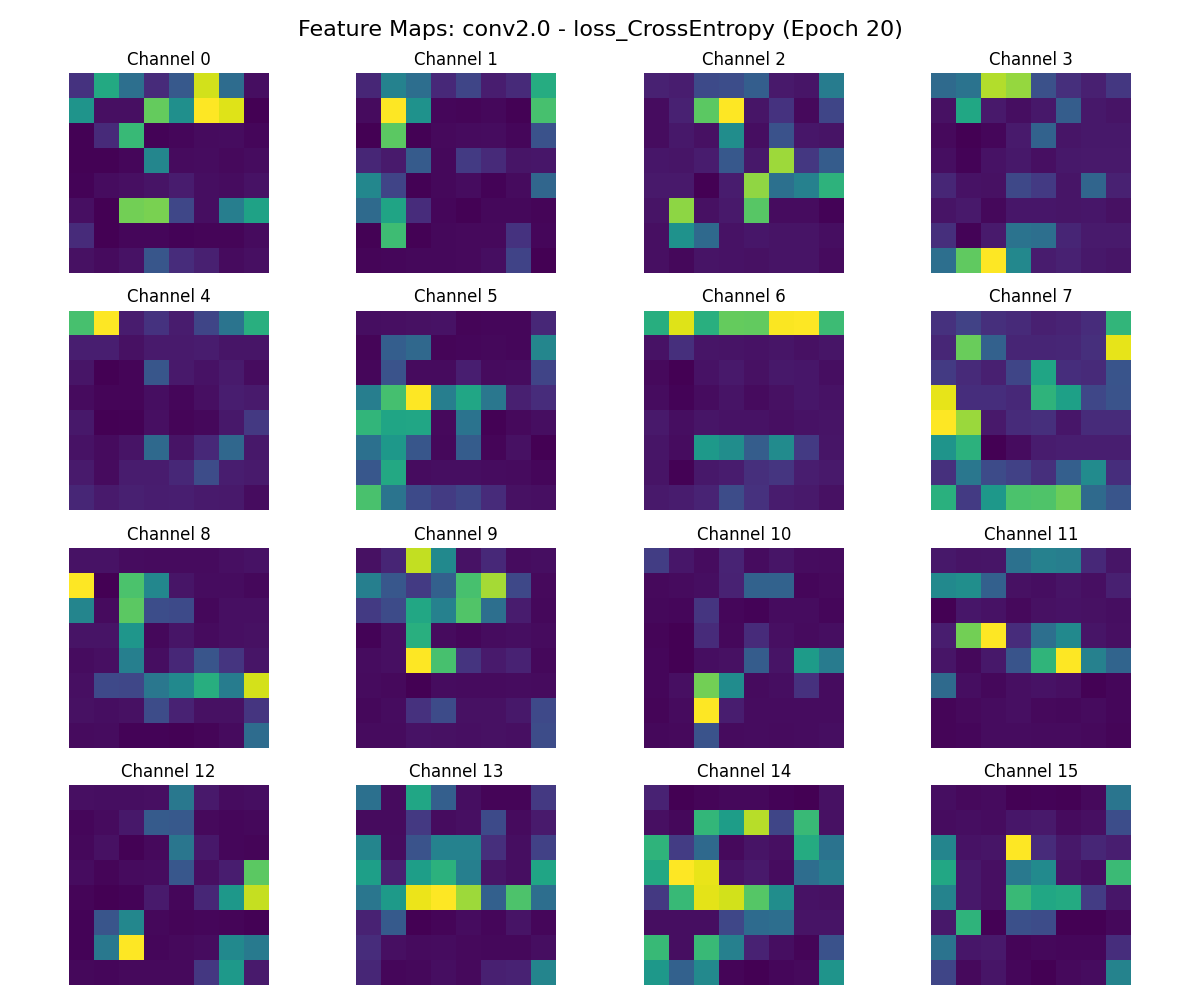 Feature Maps: conv2.0 - loss_CrossEntropy (Epoch 20)
Channel 0
Channel 1
Channel 2
Channel 3
Channel 4
Channel 5
Channel 6
Channel 7
Channel 8
Channel 9
Channel 10
Channel 11
Channel 12
Channel 13
Channel 14
Channel 15